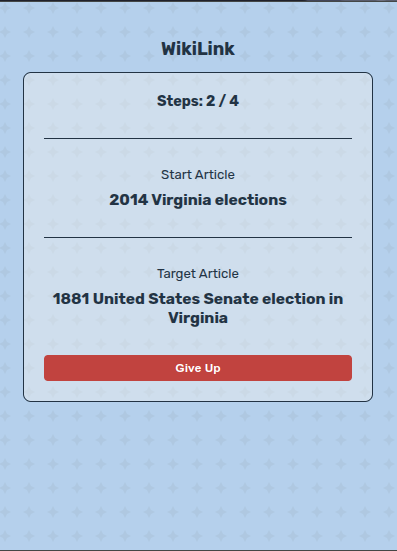 WikiLink
Steps: 2 / 4
Start Article
2014 Virginia elections
Target Article
1881 United States Senate election in
Virginia
Give Up